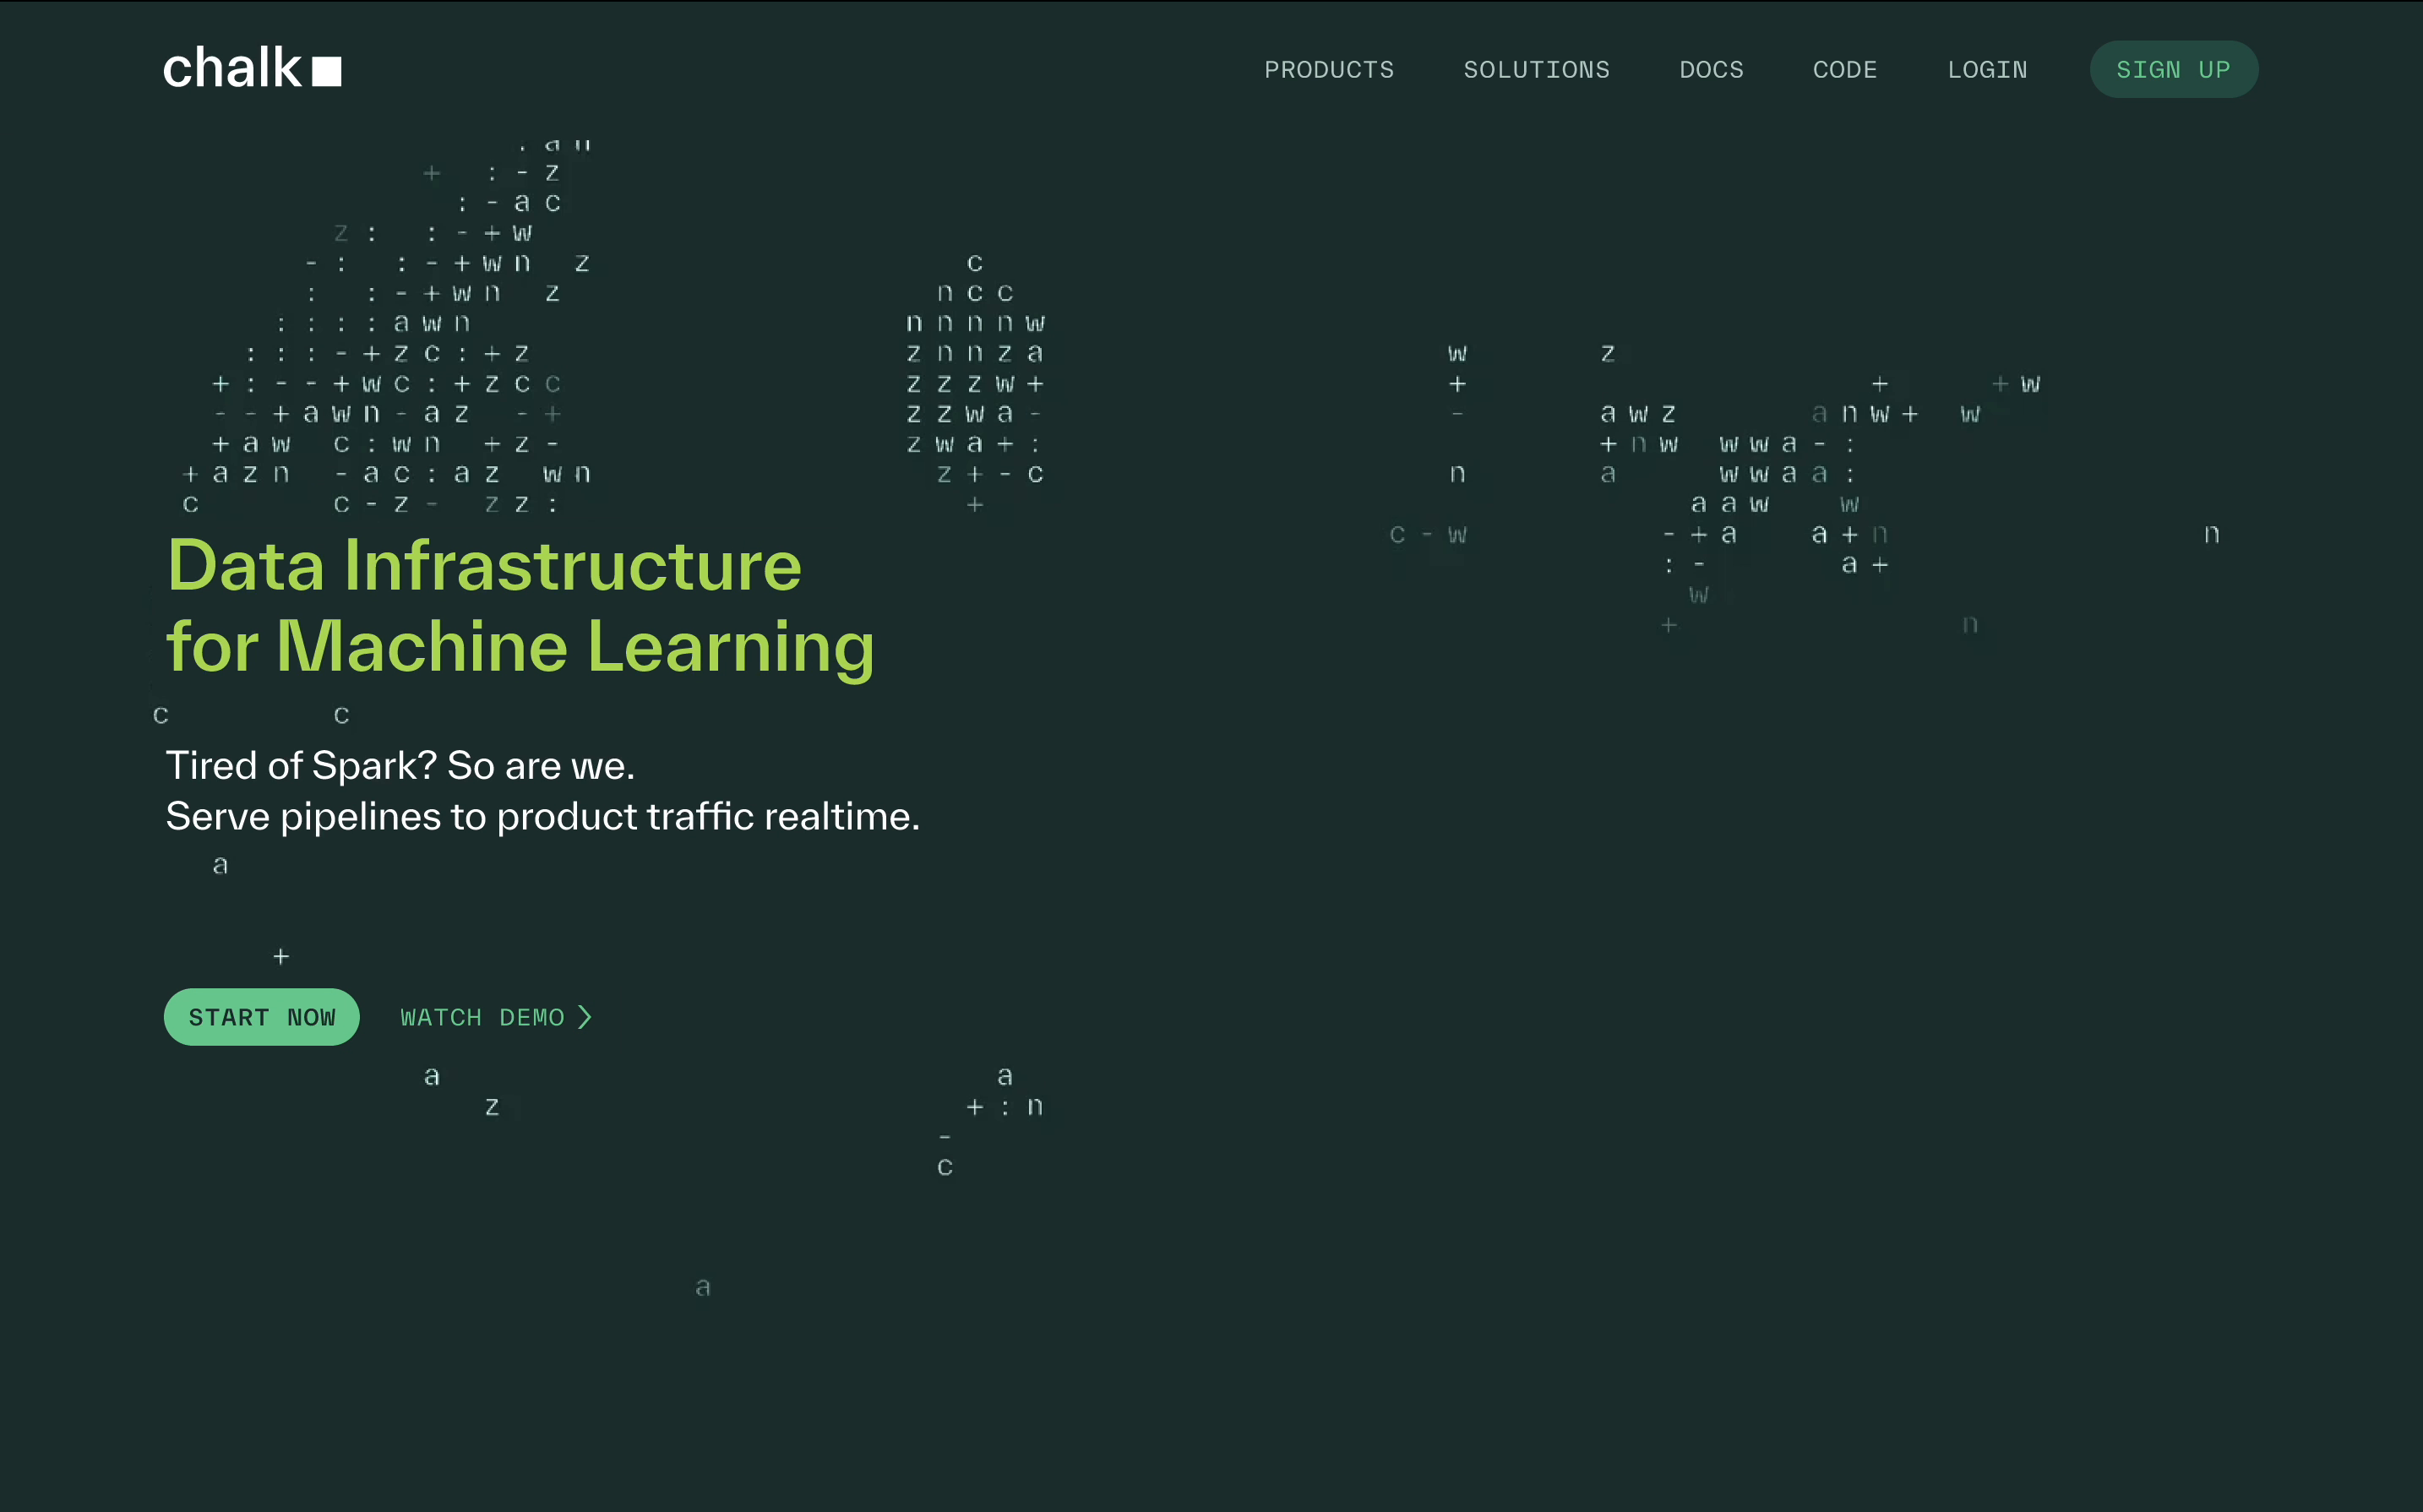 chalk
PRODUCTS SOLUTIONS DOCS CODE LOGIN SIGN UP
. a n
+ : - z
: - a c
z : : - + w
- : : - + w n z
c
: : - + w n z
n c c
: : : : a w n
n n n n w
: : : - + z c : + z
z n n z a
w z
+ : - - + w c : + z c c
z z z w +
+ + + w
- - + a w n - a z - +
z z w a -
- a w z a n w + w
+ a w c : w n + z -
z w a + :
+ n w w w a - :
+ a z n - a c : a z w n
z + - c
n a w w a a :
c c - z - z z :
+
a a w w
Data Infrastructure
c - w - + a a + n n
: - a +
w
for Machine Learning
+ n
c c
Tired of Spark? So are we.
Serve pipelines to product traffic realtime.
a
+
START NOW WATCH DEMO
a a
z + : n
-
c
a